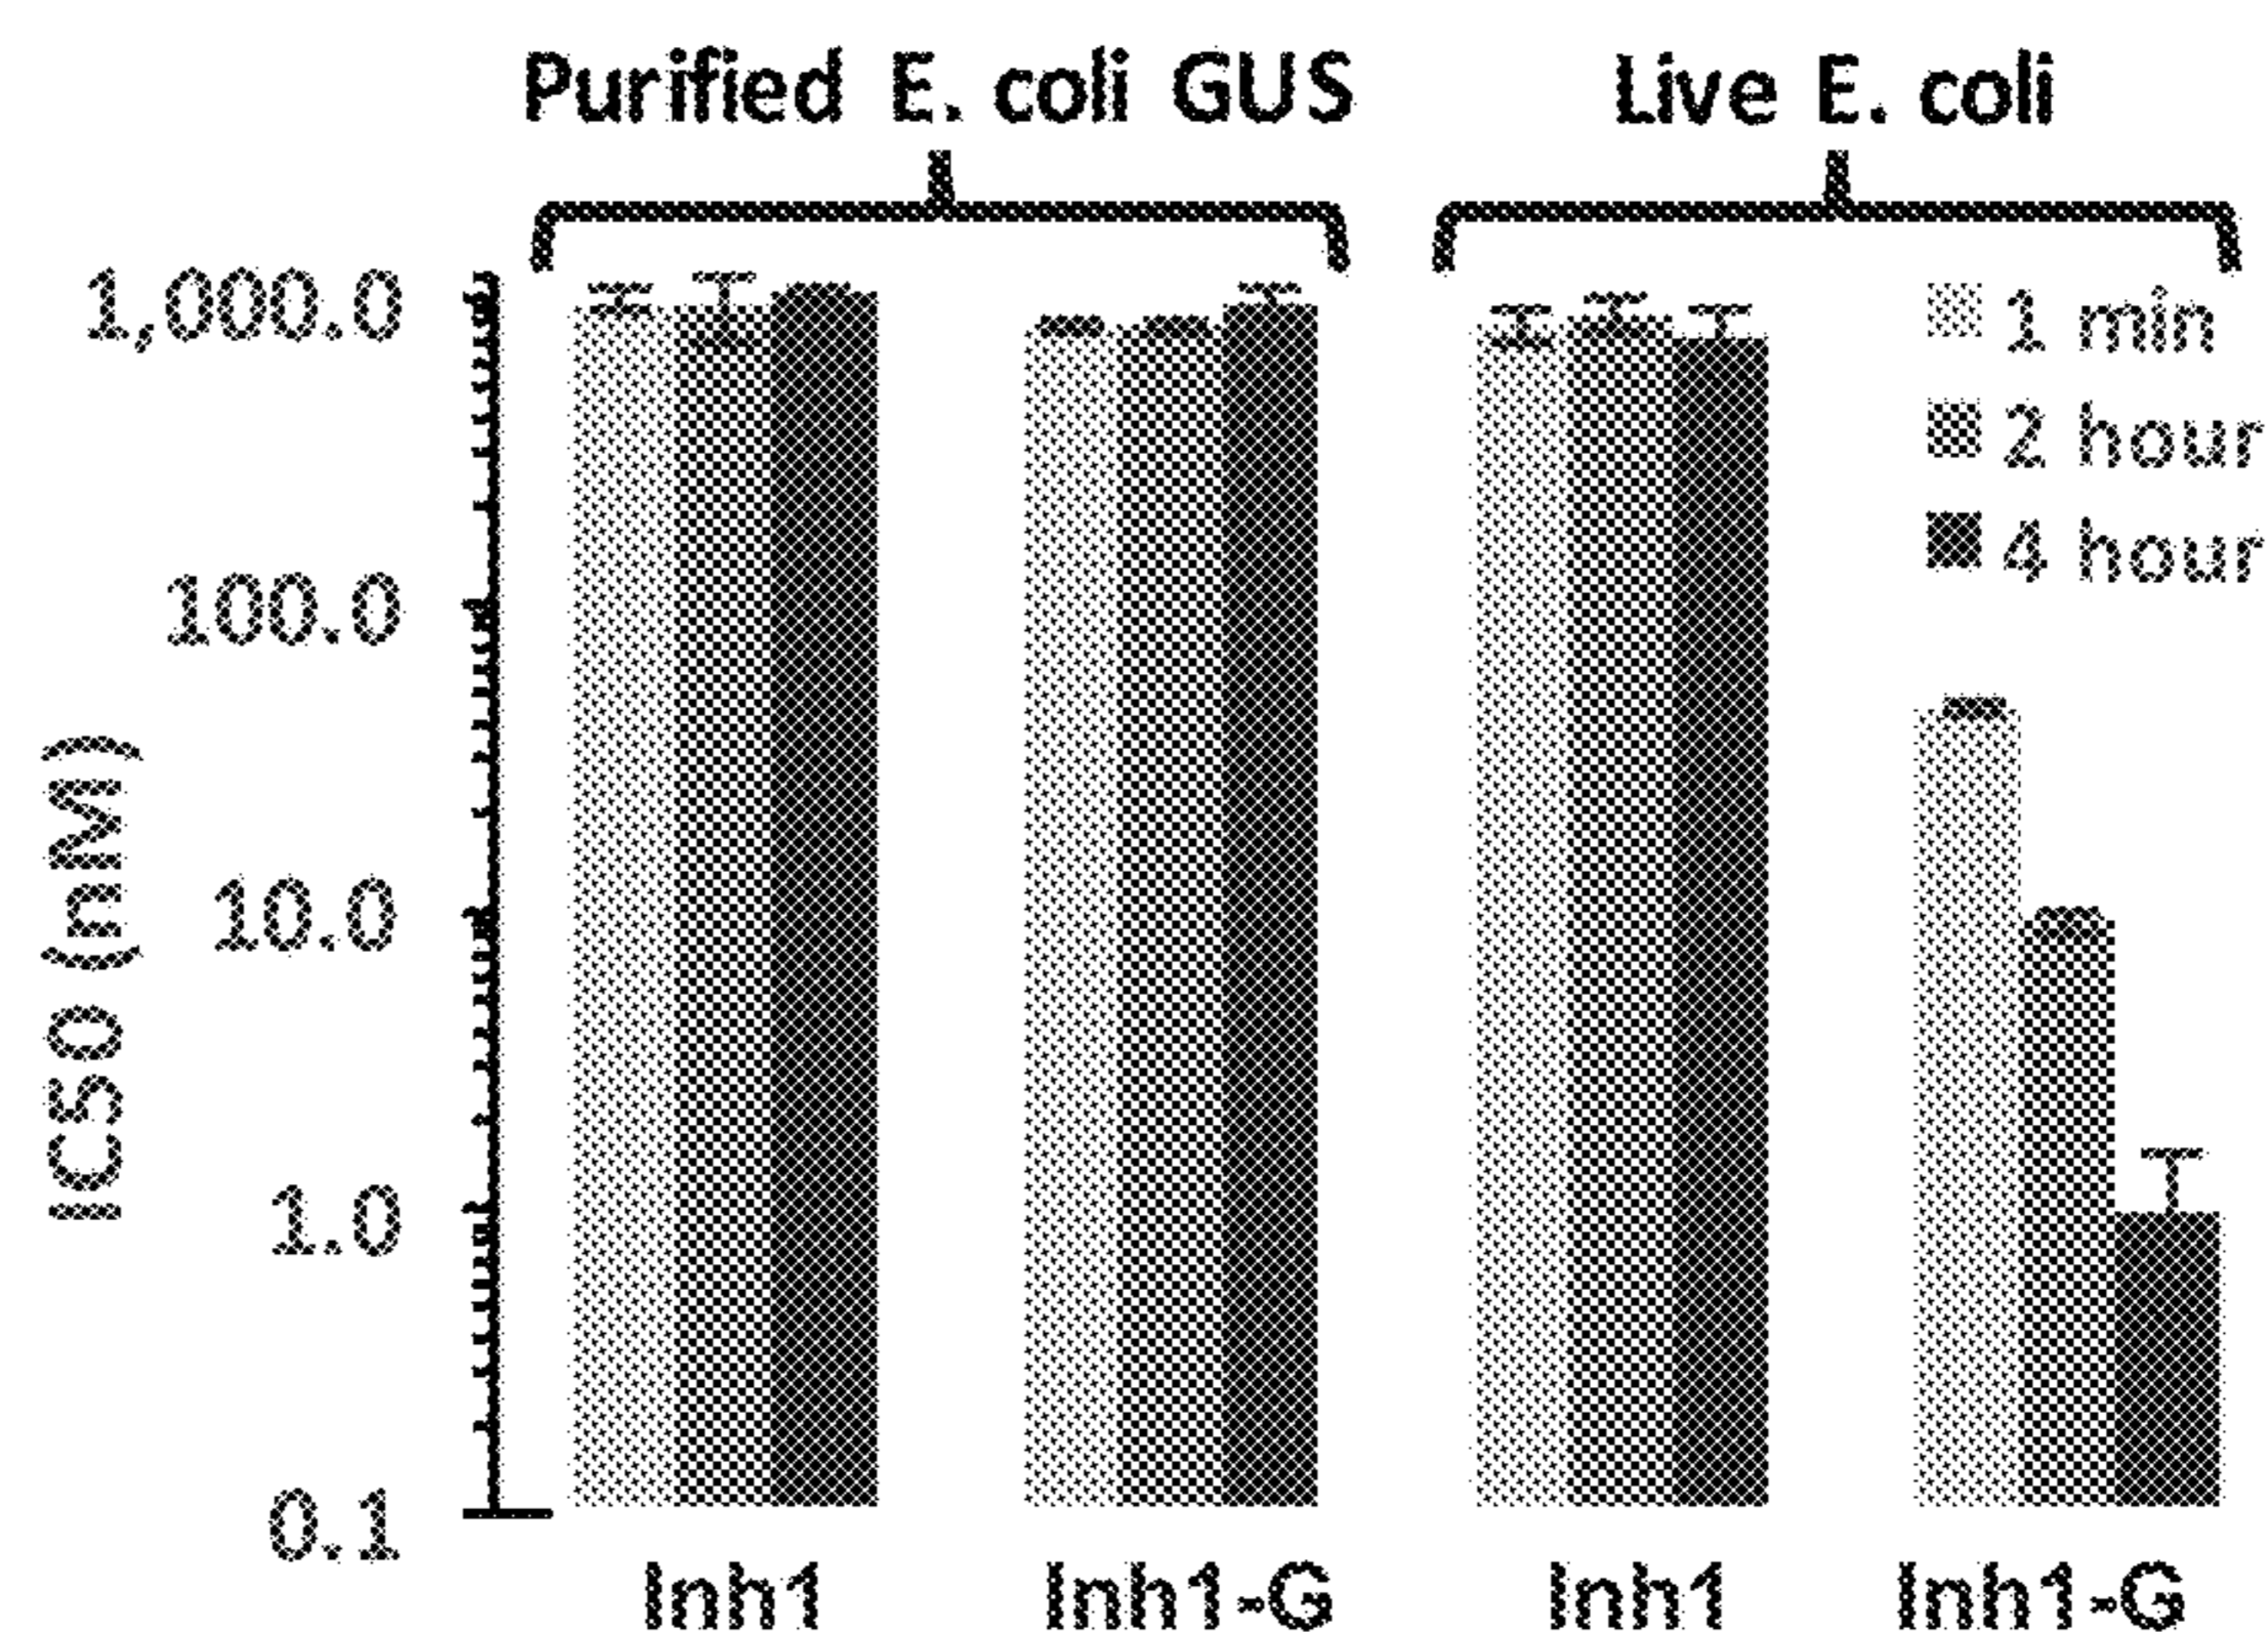 Purified E. coli GUS
Live E. coli
1,000.0
100.0
10.0
1.0
0.1
IC50 (nM)
1 min
2 hour
4 hour
Inh1
Inh1-G
Inh1
Inh1-G